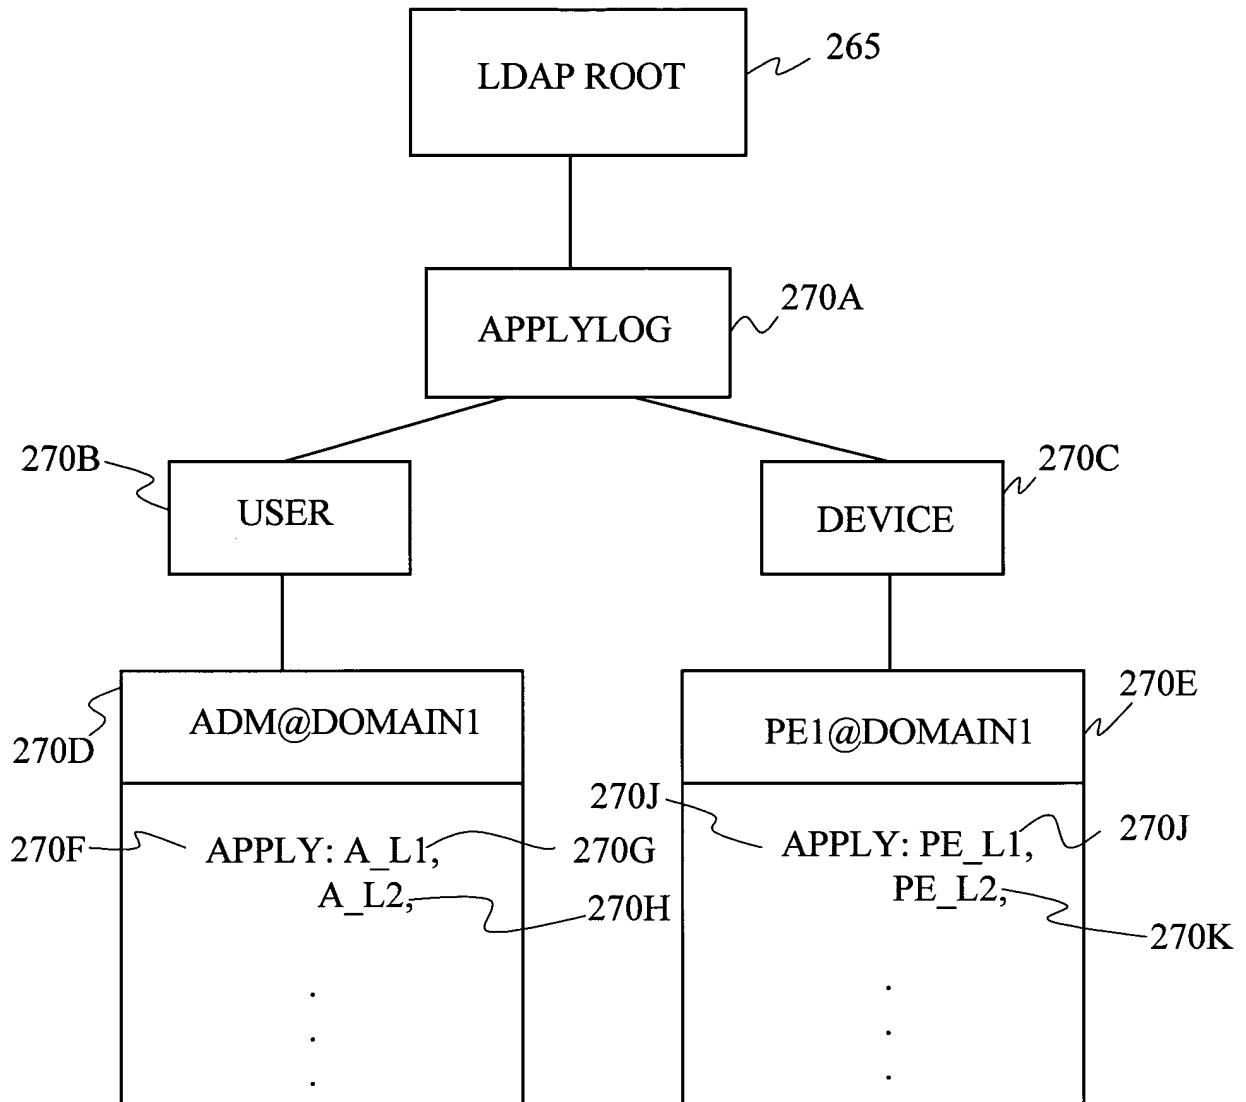 LDAP ROOT
265
APPLYLOG
270A
270B
USER
DEVICE
270C
ADM@DOMAIN1
270D
PE1@DOMAIN1
270E
270F
APPLY: A_L1,
270G
A_L2,
270H
270J
APPLY: PE_L1,
270J
PE_L2,
270K
.
.
.
.
.
.